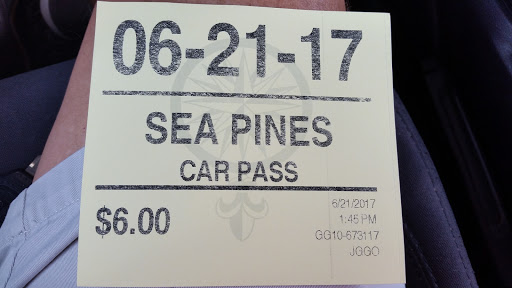 06-21-17
SEA PINES
CAR PASS
$6.00
6/21/2017
1:45 PM
GG10-673117
JGGO